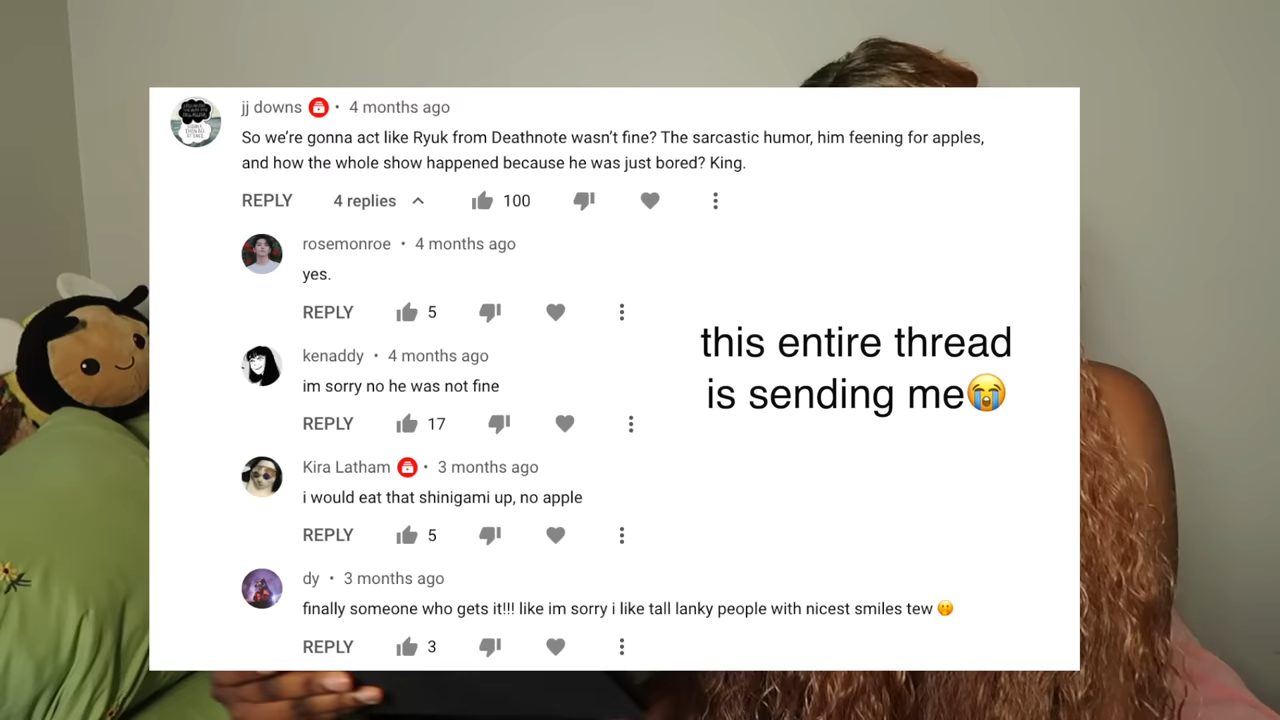 jj downs • 4 months ago
So we're gonna act like Ryuk from Deathnote wasn't fine? The sarcastic humor, him feening for apples,
and how the whole show happened because he was just bored? King.
REPLY 4 replies 100
rosemonroe • 4 months ago
yes.
REPLY 5
kenaddy • 4 months ago
im sorry no he was not fine
REPLY 17
this entire thread
is sending me😭
Kira Latham • 3 months ago
i would eat that shinigami up, no apple
REPLY 5
dy • 3 months ago
finally someone who gets it!!! like im sorry i like tall lanky people with nicest smiles tew 🤭
REPLY 3